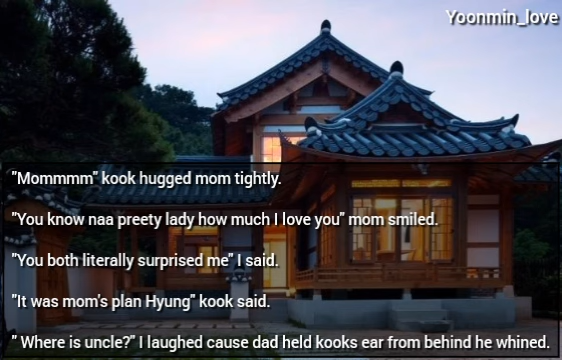 Yoonmin_love
"Mommmm" kook hugged mom tightly.
"You know naa preety lady how much I love you" mom smiled.
"You both literally surprised me" I said.
"It was mom's plan Hyung" kook said.
" Where is uncle?" I laughed cause dad held kooks ear from behind he whined.